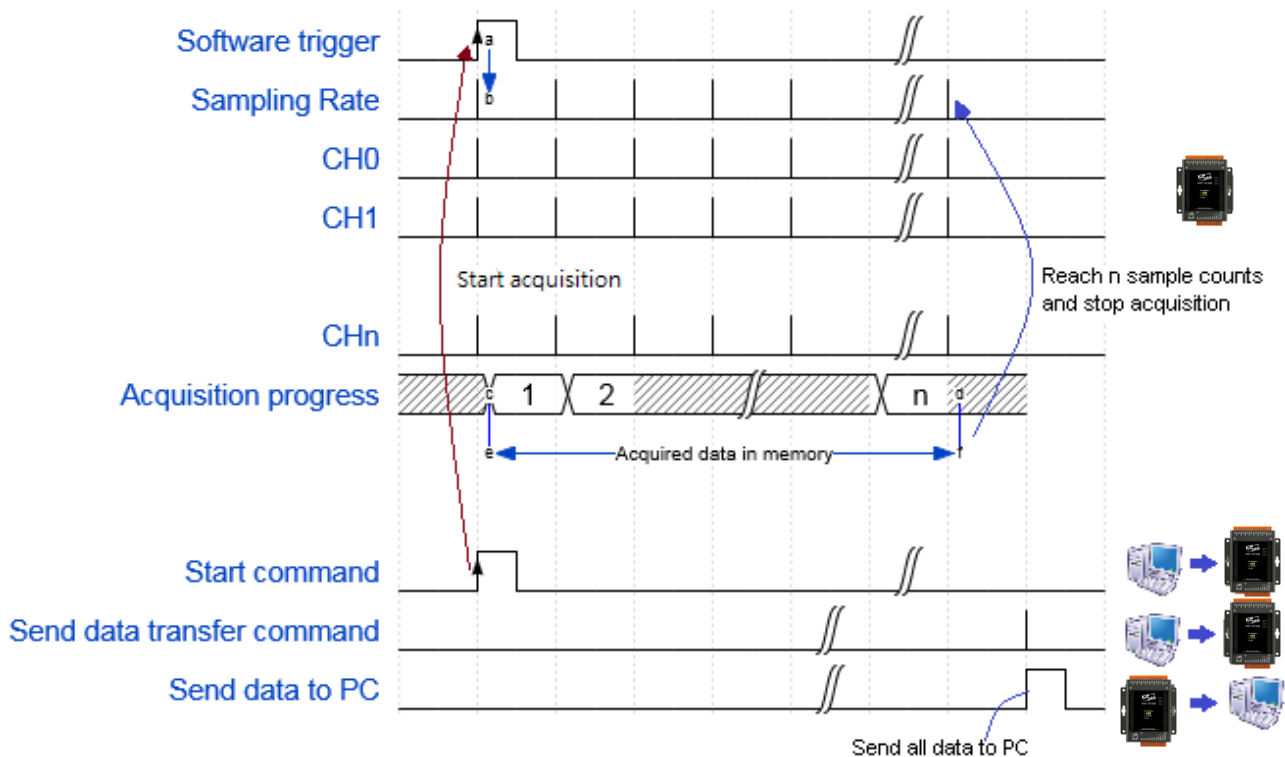 Software trigger
a
Sampling Rate
b
CH0
CH1
Start acquisition
Reach n sample counts
and stop acquisition
CHn
Acquisition progress
c
1
2
n
d
e
Acquired data in memory
f
Start command
Send data transfer command
Send data to PC
Send all data to PC